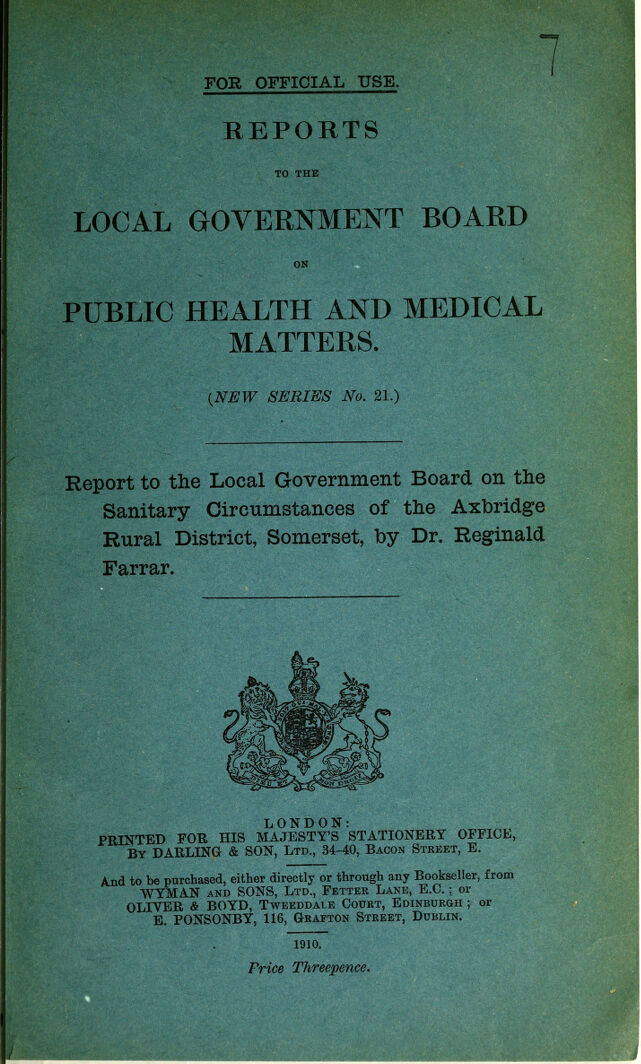 7
FOR OFFICIAL USE.
REPORTS
TO THE
LOCAL GOVERNMENT BOARD
ON
PUBLIC HEALTH AND MEDICAL
MATTERS.
(NEW SERIES No. 21.)
Report to the Local Government Board on the
Sanitary Circumstances of the Axbridge
Rural District, Somerset, by Dr. Reginald
Farrar.
LONDON:
PRINTED FOR HIS MAJESTY'S STATIONERY OFFICE,
BY DARLING & SON, LTD., 34-40, BACON STREET, E.
And to be purchased, either directly or through any Bookseller, from
WYMAN AND SONS, LTD., FETTER LANE, E.C.; or
OLIVER & BOYD, TWEEDDALE COURT, EDINBURGH; or
E. PONSONBY, 116, GRAFTON STREET, DUBLIN.
1910.
Price Threepence.